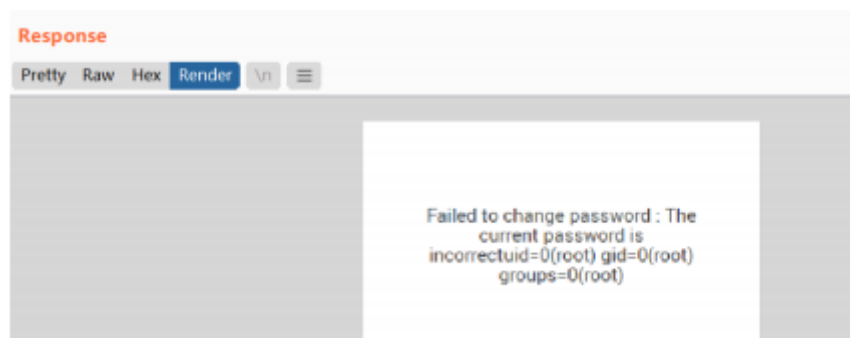 Response
Pretty Raw Hex Render \n
Failed to change password : The
current password is
incorrectuid=0(root) gid=0(root)
groups=0(root)